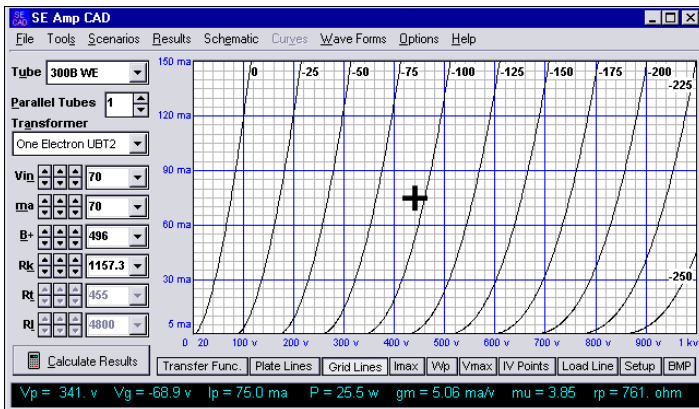 SE CAD SE Amp CAD
File Tools Scenarios Results Schematic Curves Wave Forms Options Help
Tube 300B WE
Parallel Tubes 1
Transformer
One Electron UBT2
Vin 70
ma 70
B+ 496
Rk 1157.3
Rt 455
Rl 4800
Calculate Results
150 ma
120 ma
90 ma
60 ma
30 ma
5 ma
0 -25 -50 -75 -100 -125 -150 -175 -200
-225
-250
0 20 100 v 200 v 300 v 400 v 500 v 600 v 700 v 800 v 900 v 1 kv
Transfer Func. Plate Lines Grid Lines Imax Wp Vmax IV Points Load Line Setup BMP
Vp = 341. v Vg = -68.9 v Ip = 75.0 ma P = 25.5 w gm = 5.06 ma/v mu = 3.85 rp = 761. ohm